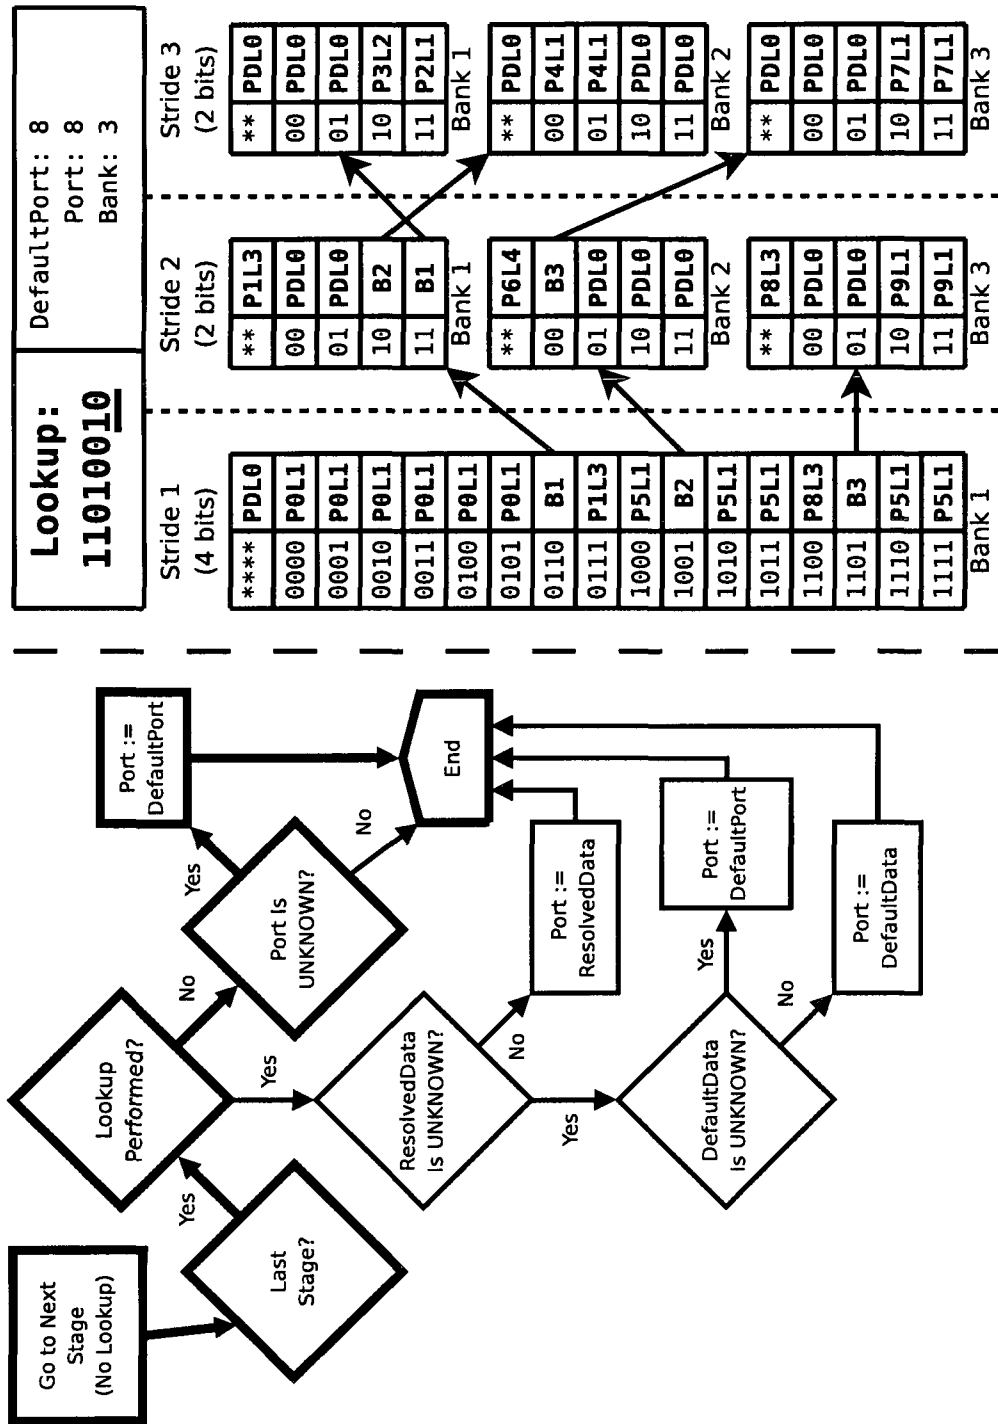 Go to Next
Stage
(No Lookup)
Last
Stage?
Yes
Lookup
Performed?
No
Yes
Port Is
UNKNOWN?
Yes
No
Port :=
DefaultPort
End
ResolvedData
Is UNKNOWN?
No
Yes
Port :=
ResolvedData
DefaultData
Is UNKNOWN?
Yes
No
Port :=
DefaultPort
Port :=
DefaultData
Lookup:
11010010
DefaultPort: 8
Port: 8
Bank: 3
Stride 1
(4 bits)
**** PDL0
0000 P0L1
0001 P0L1
0010 P0L1
0011 P0L1
0100 P0L1
0101 P0L1
0110 B1
0111 P1L3
1000 P5L1
1001 B2
1010 P5L1
1011 P5L1
1100 P8L3
1101 B3
1110 P5L1
1111 P5L1
Bank 1
Stride 2
(2 bits)
** P1L3
00 PDL0
01 PDL0
10 B2
11 B1
Bank 1
** P6L4
00 B3
01 PDL0
10 PDL0
11 PDL0
Bank 2
** P8L3
00 PDL0
01 PDL0
10 P9L1
11 P9L1
Bank 3
Stride 3
(2 bits)
** PDL0
00 PDL0
01 PDL0
10 P3L2
11 P2L1
Bank 1
** PDL0
00 P4L1
01 P4L1
10 PDL0
11 PDL0
Bank 2
** PDL0
00 PDL0
01 PDL0
10 P7L1
11 P7L1
Bank 3